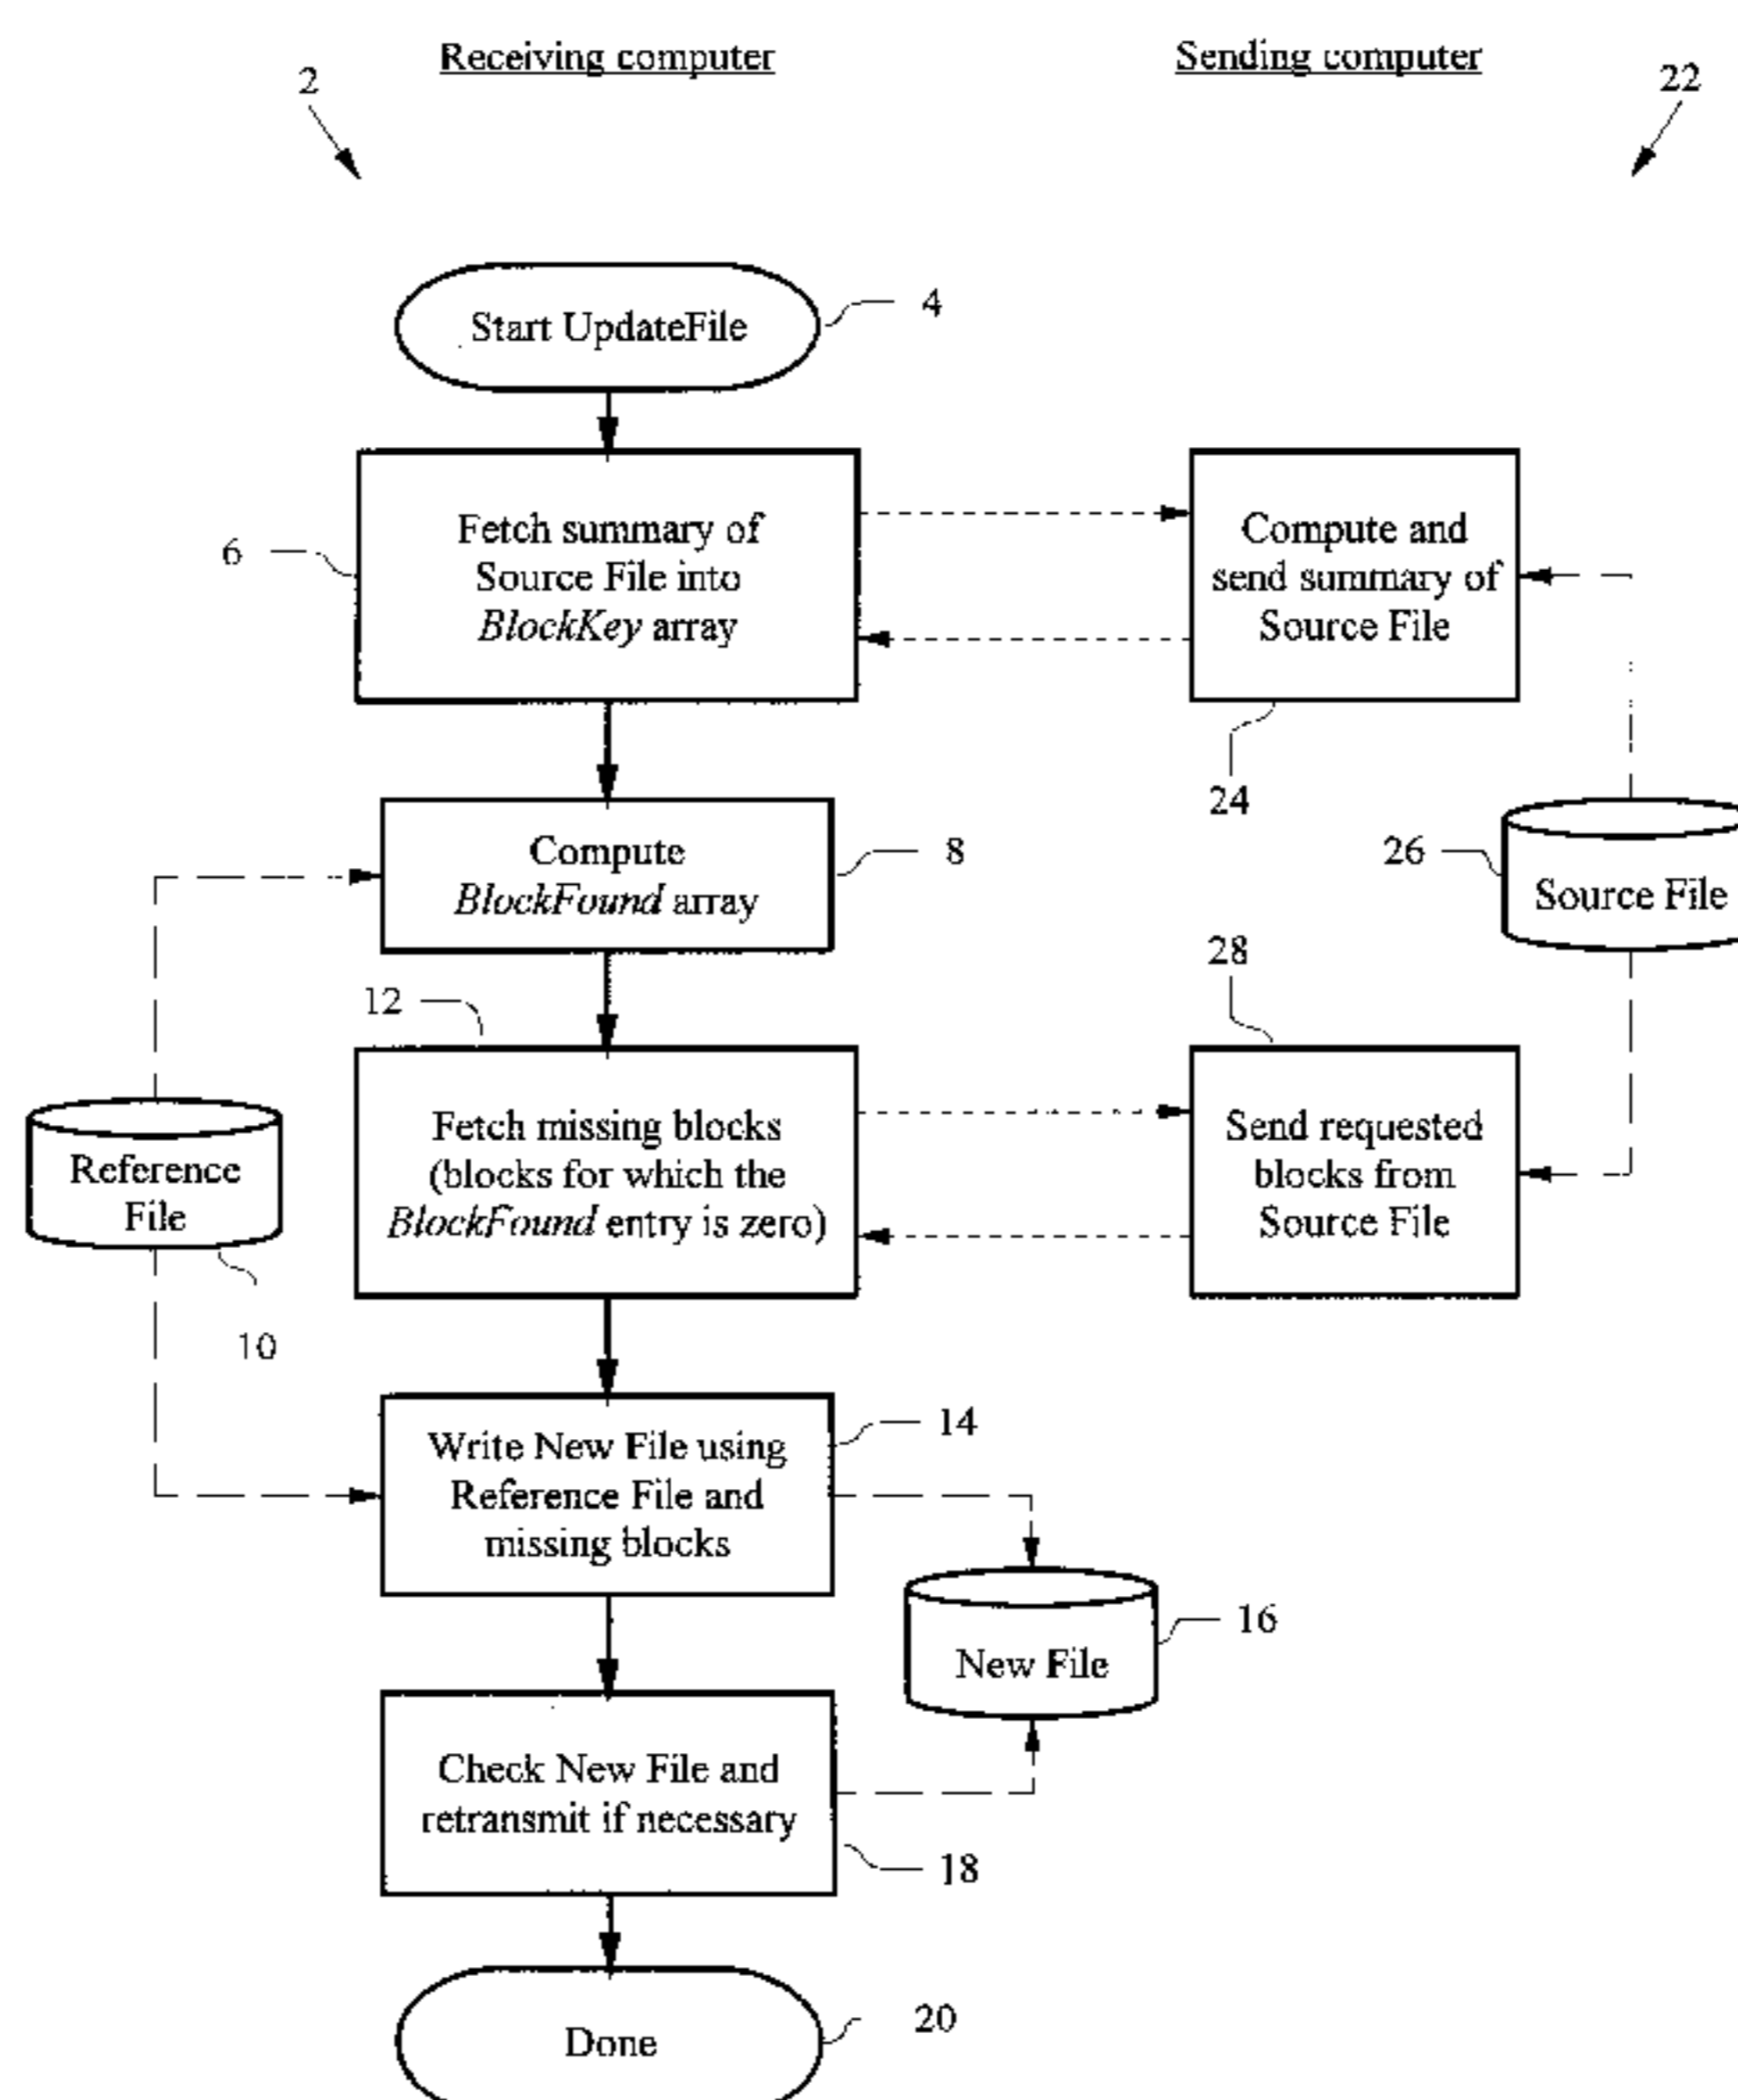 Receiving computer
Sending computer
2
22
Start UpdateFile
4
Fetch summary of
Source File into
BlockKey array
6
Compute and
send summary of
Source File
24
Compute
BlockFound array
8
26
Source File
28
12
Fetch missing blocks
(blocks for which the
BlockFound entry is zero)
Send requested
blocks from
Source File
Reference
File
10
Write New File using
Reference File and
missing blocks
14
New File
16
Check New File and
retransmit if necessary
18
Done
20